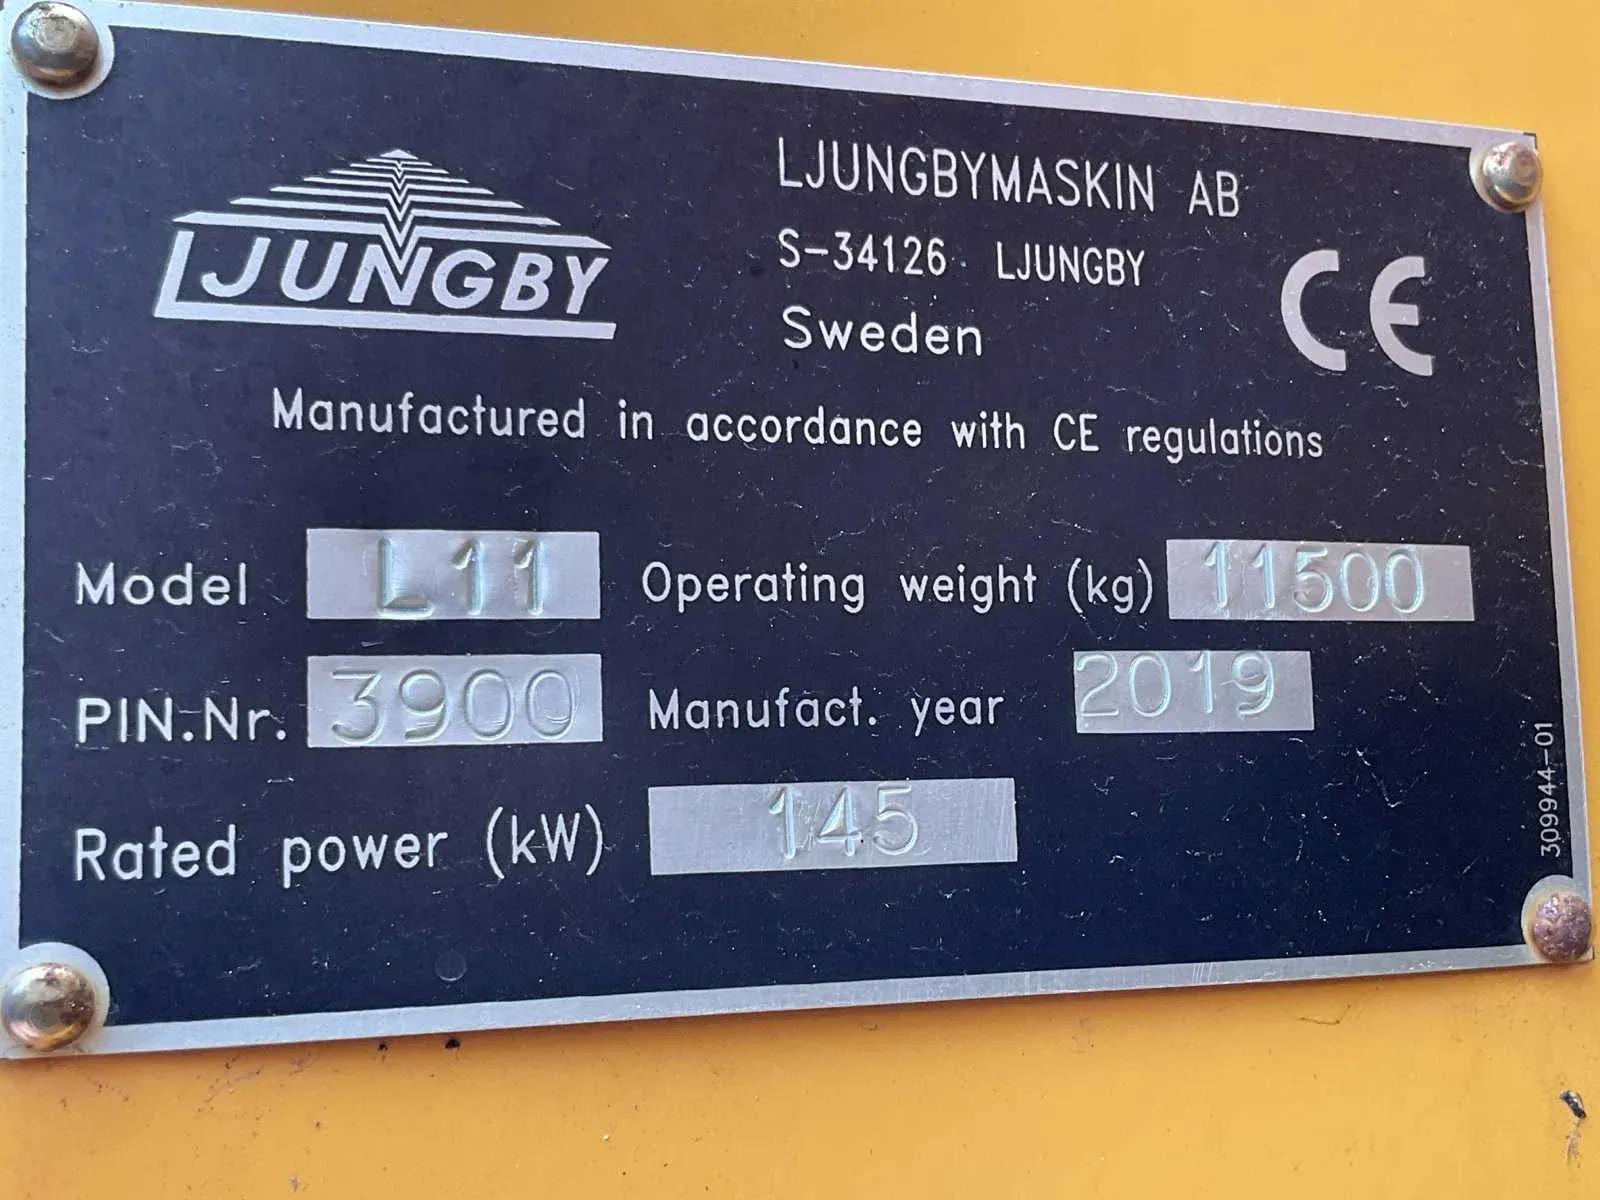 LJUNGBY
LJUNGBYMASKIN AB
S-34126 LJUNGBY
Sweden
CE
Manufactured in accordance with CE regulations
Model L11 Operating weight (kg) 11500
PIN.Nr. 3900 Manufact. year 2019
Rated power (kW) 145
309944-01